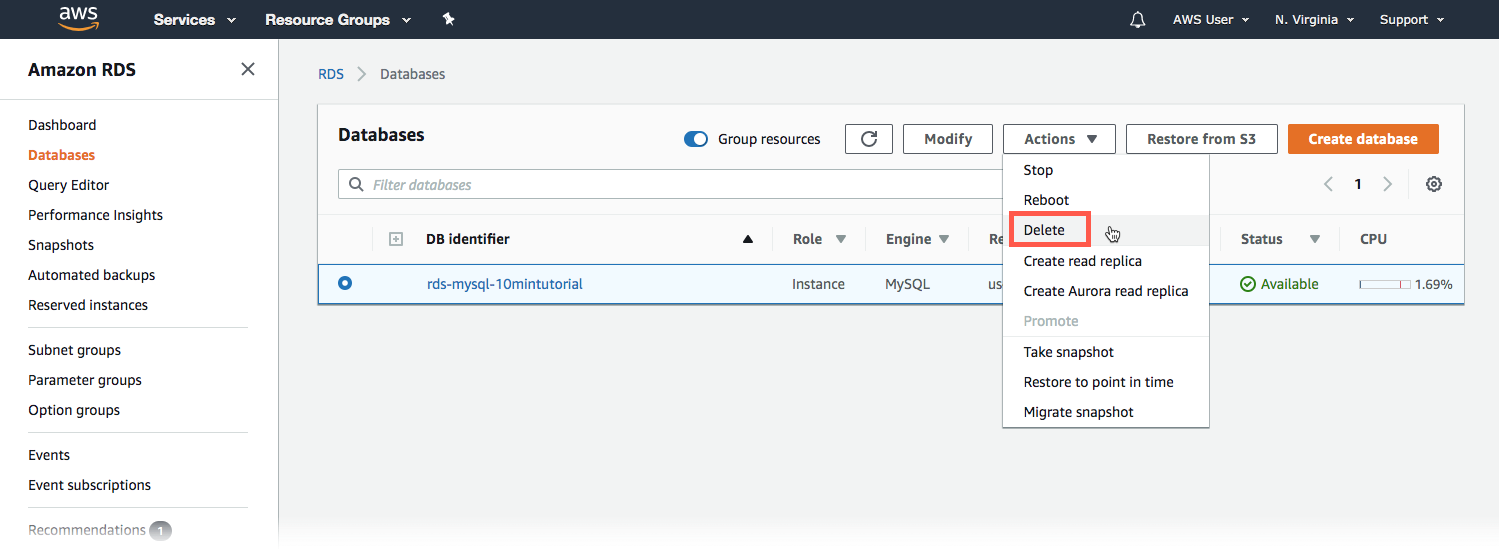 aws Services Resource Groups AWS User N. Virginia Support
Amazon RDS
Dashboard
Databases
Query Editor
Performance Insights
Snapshots
Automated backups
Reserved instances
Subnet groups
Parameter groups
Option groups
Events
Event subscriptions
Recommendations 1
RDS Databases
Databases Group resources Modify Actions Restore from S3 Create database
Filter databases 1
DB identifier Role Engine Re Status CPU
rds-mysql-10mintutorial Instance MySQL us Available 1.69%
Stop
Reboot
Delete
Create read replica
Create Aurora read replica
Promote
Take snapshot
Restore to point in time
Migrate snapshot